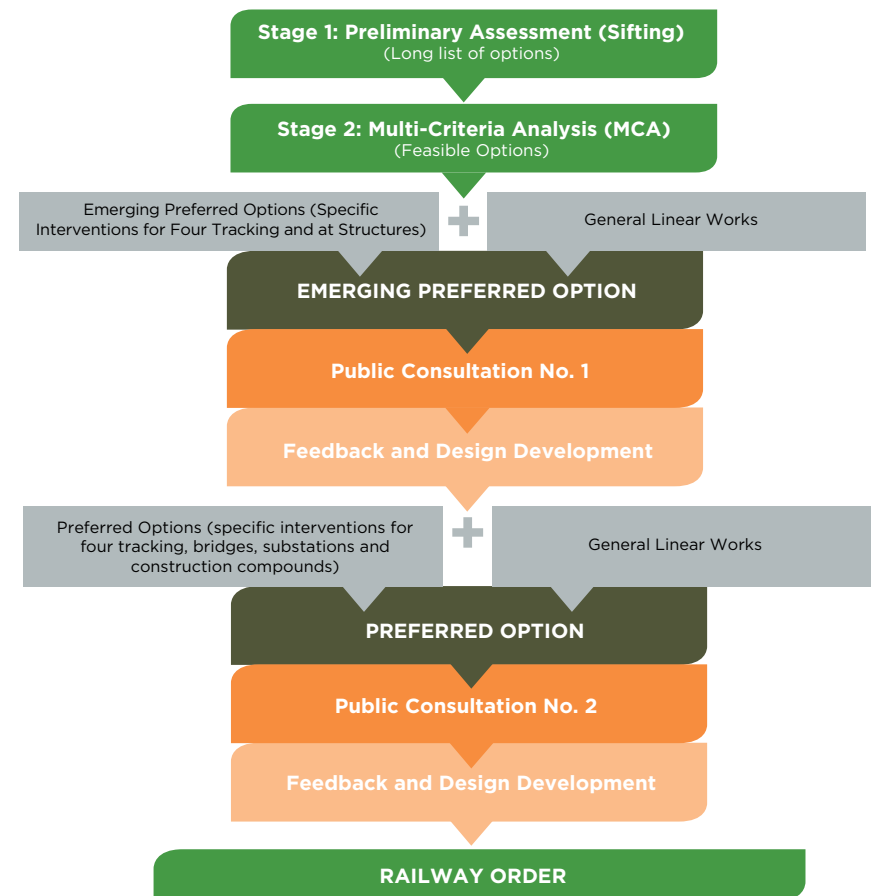 Stage 1: Preliminary Assessment (Sifting)
(Long list of options)
Stage 2: Multi-Criteria Analysis (MCA)
(Feasible Options)
Emerging Preferred Options (Specific
Interventions for Four Tracking and at Structures)
+
General Linear Works
EMERGING PREFERRED OPTION
Public Consultation No. 1
Feedback and Design Development
Preferred Options (specific interventions for
four tracking, bridges, substations and
construction compounds)
+
General Linear Works
PREFERRED OPTION
Public Consultation No. 2
Feedback and Design Development
RAILWAY ORDER